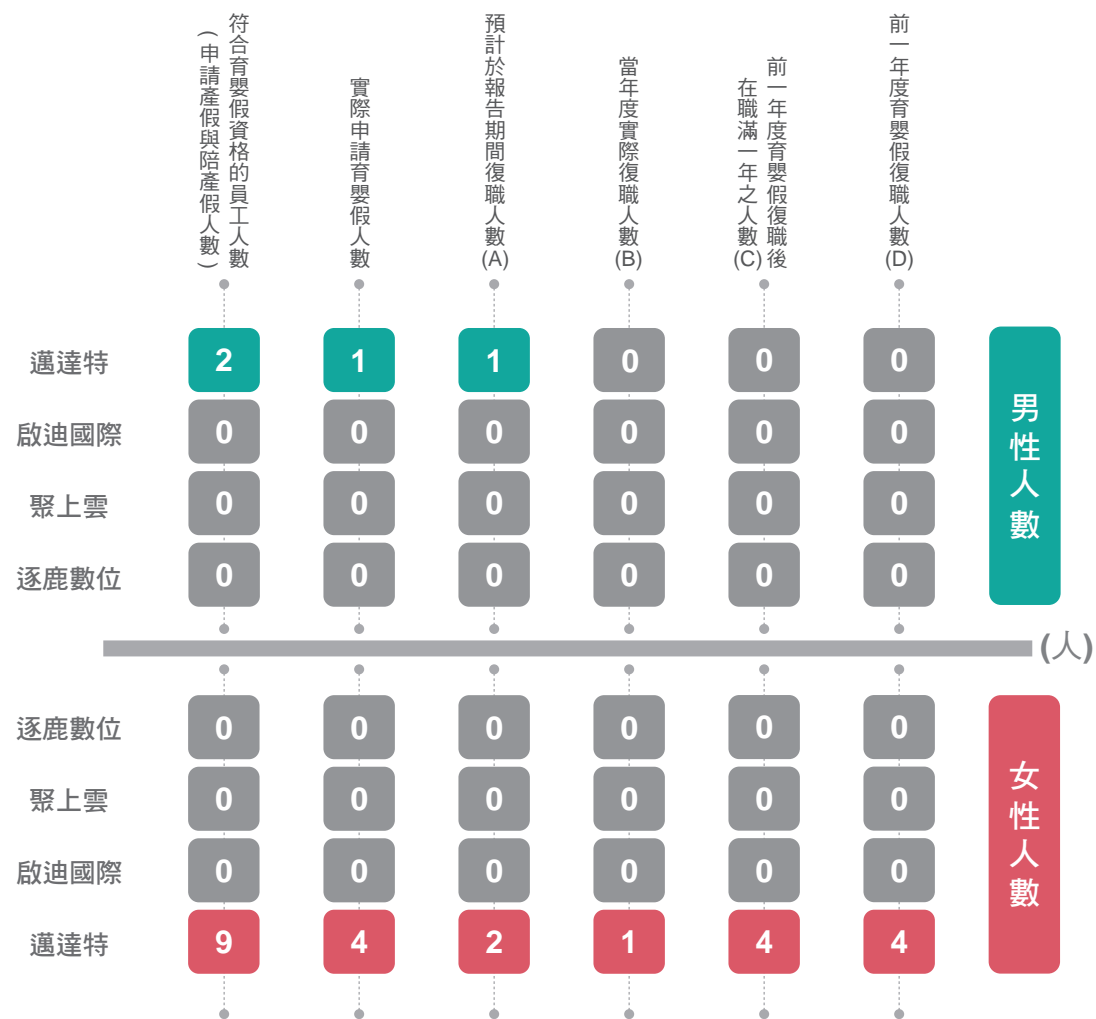 符合育嬰假資格的員工人數
(申請產假與陪產假人數)
實際申請育嬰假人數
預計於報告期間復職人數(A)
當年度實際復職人數(B)
前一年度育嬰假復職後
在職滿一年之人數(C)
前一年度育嬰假復職人數(D)
邁達特 2 1 1 0 0 0
啟迪國際 0 0 0 0 0 0
聚上雲 0 0 0 0 0 0
逐鹿數位 0 0 0 0 0 0
男性人數
(人)
逐鹿數位 0 0 0 0 0 0
聚上雲 0 0 0 0 0 0
啟迪國際 0 0 0 0 0 0
邁達特 9 4 2 1 4 4
女性人數